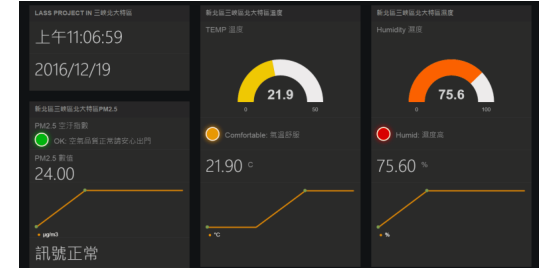 LASS PROJECT IN 三峽北大特區
上午11:06:59
2016/12/19
新北區三峽區北大特區PM2.5
PM2.5 空汙指數
OK: 空氣品質正常請安心出門
PM2.5 數值
24.00
μg/m3
訊號正常
新北區三峽區北大特區溫度
TEMP 溫度
21.9
0
50
Comfortable: 氣溫舒服
21.90 °C
°C
新北區三峽區北大特區濕度
Humidity 濕度
75.6
0
100
Humid: 濕度高
75.60 %
%